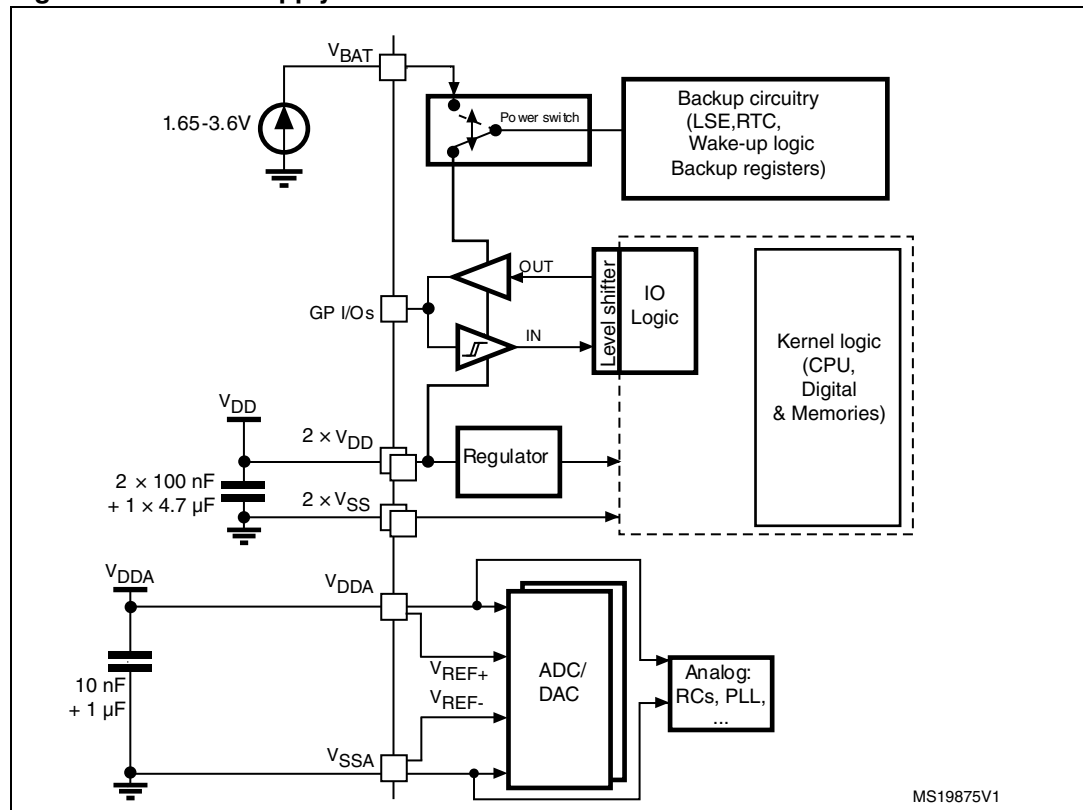 VBAT
1.65-3.6V
Power switch
Backup circuitry
(LSE,RTC,
Wake-up logic
Backup registers)
OUT
GP I/Os
IN
Level shifter
IO
Logic
Kernel logic
(CPU,
Digital
& Memories)
VDD
2 × VDD
Regulator
2 × 100 nF
+ 1 × 4.7 µF
2 × VSS
VDDA
VDDA
10 nF
+ 1 µF
VREF+
VREF-
ADC/
DAC
Analog:
RCs, PLL,
...
VSSA
MS19875V1